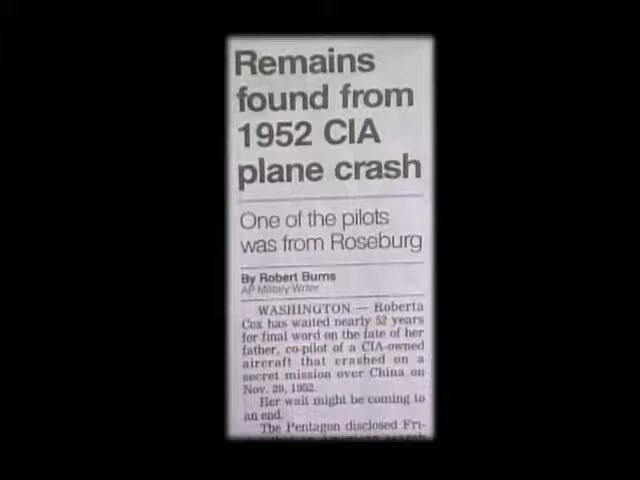 Remains
found from
1952 CIA
plane crash
One of the pilots
was from Roseburg
By Robert Burns
AP Military Writer
WASHINGTON — Roberta
Cox has waited nearly 52 years
for final word on the fate of her
father, co-pilot of a CIA-owned
aircraft that crashed on a
secret mission over China on
Nov. 29, 1952.
Her wait might be coming to
an end.
The Pentagon disclosed Fri-